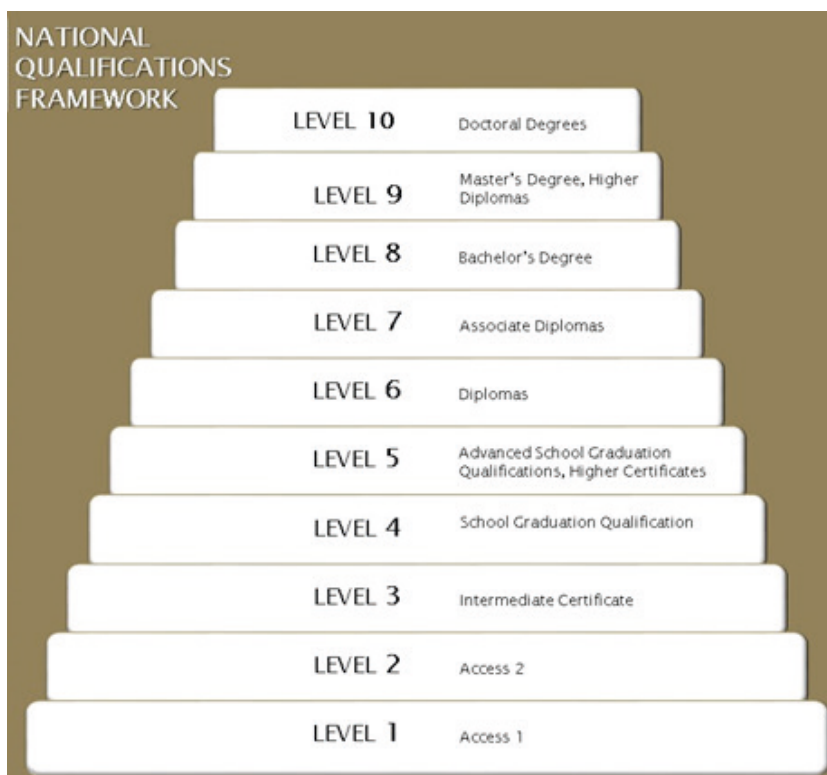 NATIONAL
QUALIFICATIONS
FRAMEWORK
LEVEL 10 Doctoral Degrees
LEVEL 9 Master's Degree, Higher
Diplomas
LEVEL 8 Bachelor's Degree
LEVEL 7 Associate Diplomas
LEVEL 6 Diplomas
LEVEL 5 Advanced School Graduation
Qualifications, Higher Certificates
LEVEL 4 School Graduation Qualification
LEVEL 3 Intermediate Certificate
LEVEL 2 Access 2
LEVEL 1 Access 1